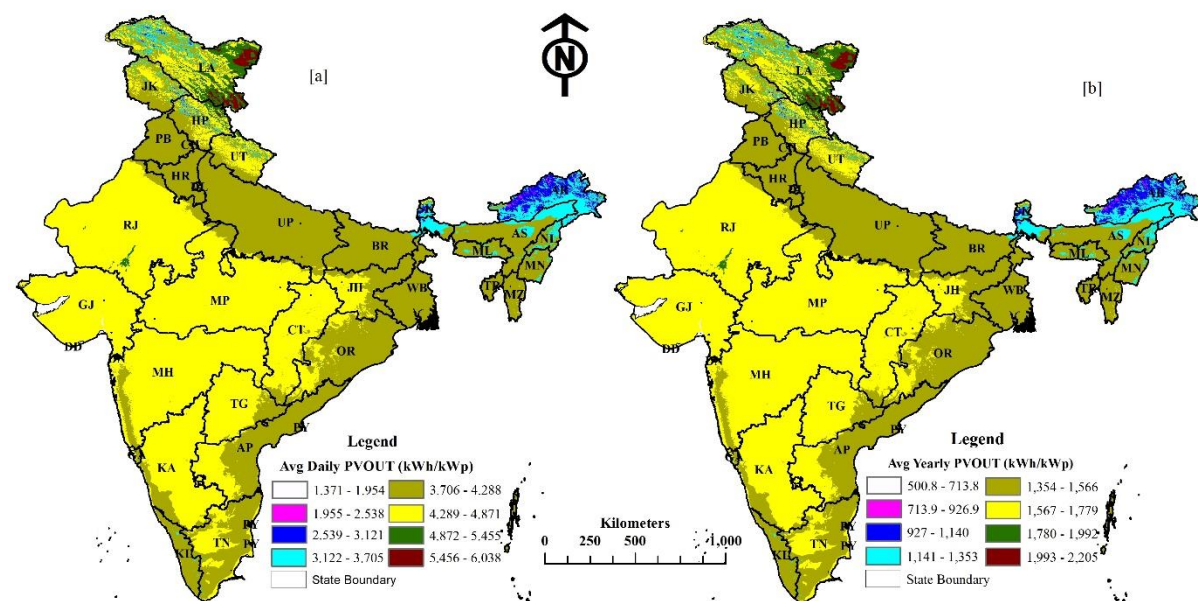 [a]
N
[b]
LA
JK
HP
PB
UT
HR
RJ
UP
BR
AS
NL
ML
MN
TR
MZ
GJ
MP
JH
WB
CT
DD
OR
MH
TG
PY
AP
KA
TN
PY
PY
KL
Legend
Avg Daily PVOUT (kWh/kWp)
1.371 - 1.954
3.706 - 4.288
1.955 - 2.538
4.289 - 4.871
2.539 - 3.121
4.872 - 5.455
3.122 - 3.705
5.456 - 6.038
State Boundary
Kilometers
0 250 500 1,000
LA
JK
HP
PB
UT
HR
RJ
UP
BR
AS
NL
ML
MN
TR
MZ
GJ
MP
JH
WB
CT
DD
OR
MH
TG
PY
AP
KA
TN
PY
PY
KL
Legend
Avg Yearly PVOUT (kWh/kWp)
500.8 - 713.8
1,354 - 1,566
713.9 - 926.9
1,567 - 1,779
927 - 1,140
1,780 - 1,992
1,141 - 1,353
1,993 - 2,205
State Boundary